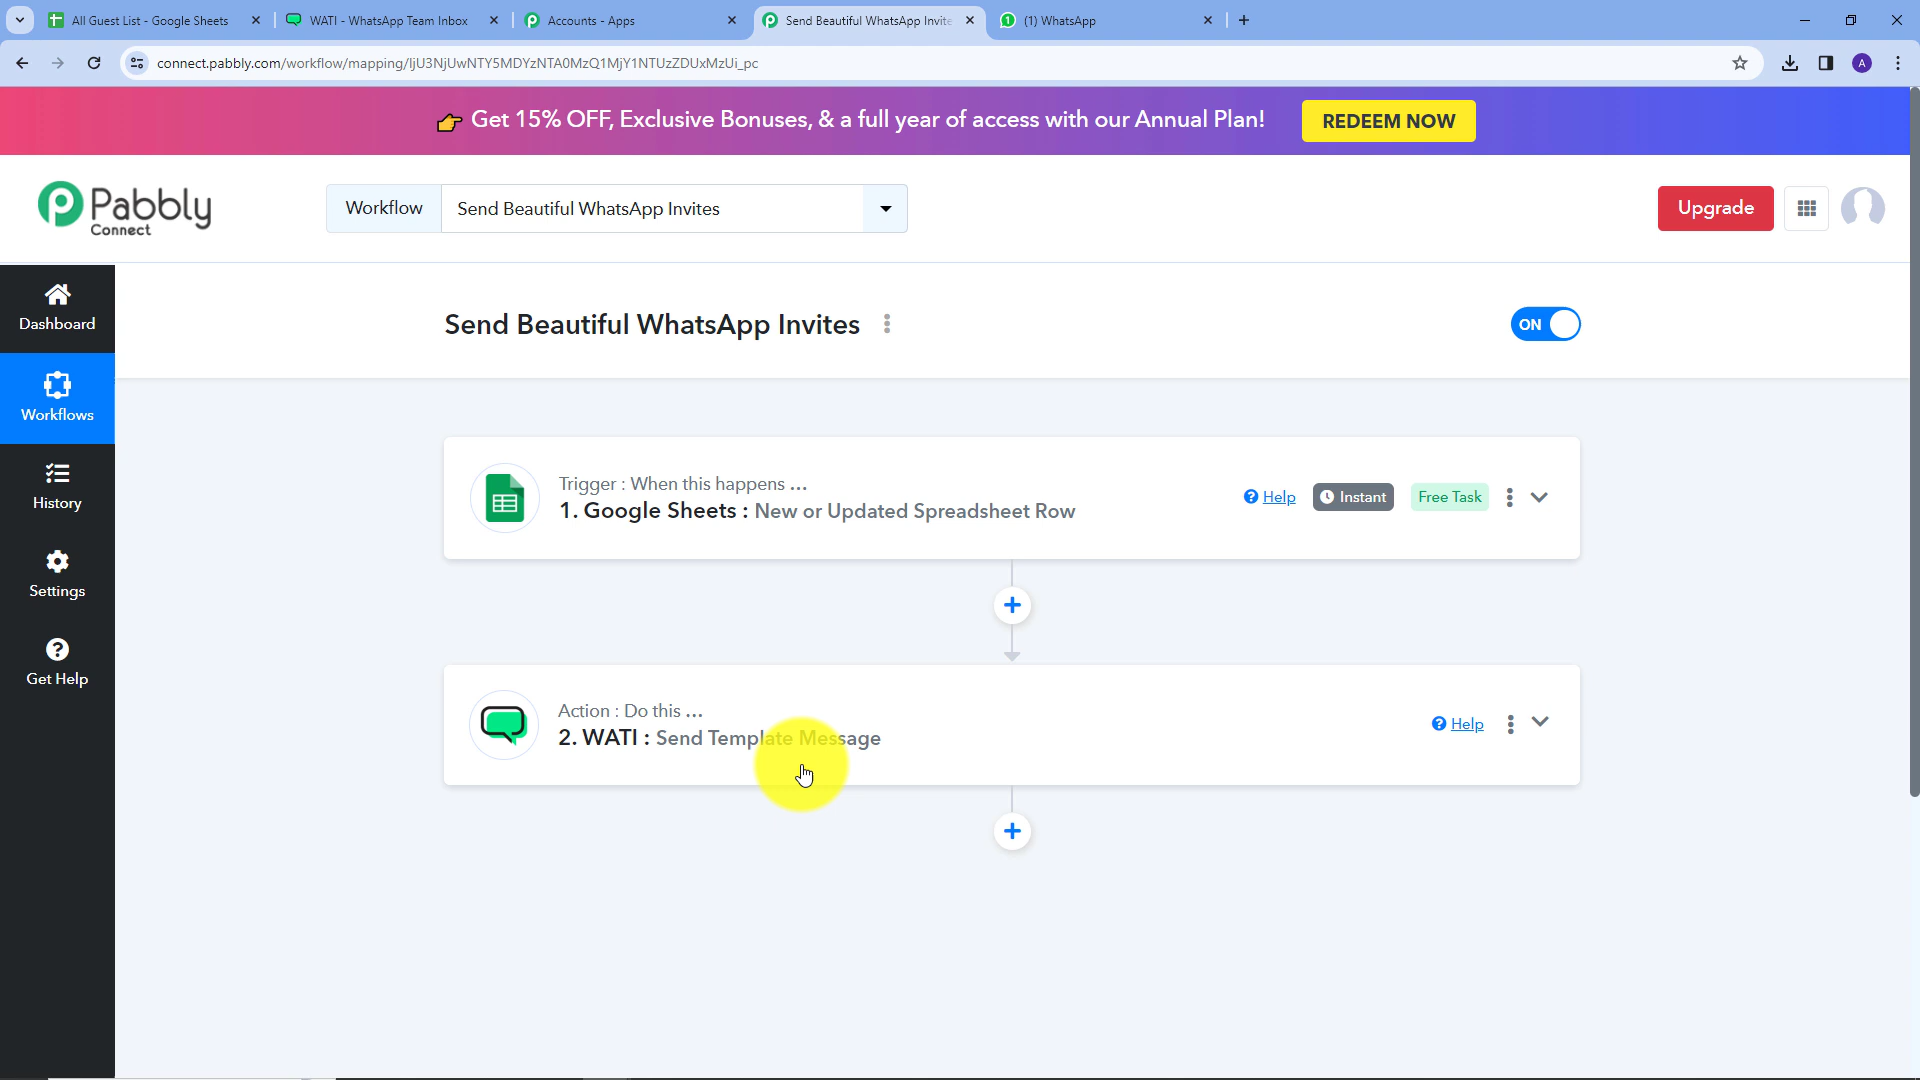 All Guest List - Google Sheets
WATI - WhatsApp Team Inbox
Accounts - Apps
Send Beautiful WhatsApp Invite
(1) WhatsApp
connect.pabbly.com/workflow/mapping/IjU3NjUwNTY5MDYzNTA0MzQ1MjY1NTUzZDUxMzUi_pc
A
👉 Get 15% OFF, Exclusive Bonuses, & a full year of access with our Annual Plan!
REDEEM NOW
Pabbly
Connect
Workflow
Send Beautiful WhatsApp Invites
Upgrade
Dashboard
Workflows
History
Settings
Get Help
Send Beautiful WhatsApp Invites
ON
Trigger : When this happens ...
1. Google Sheets : New or Updated Spreadsheet Row
Help
Instant
Free Task
Action : Do this ...
2. WATI : Send Template Message
Help